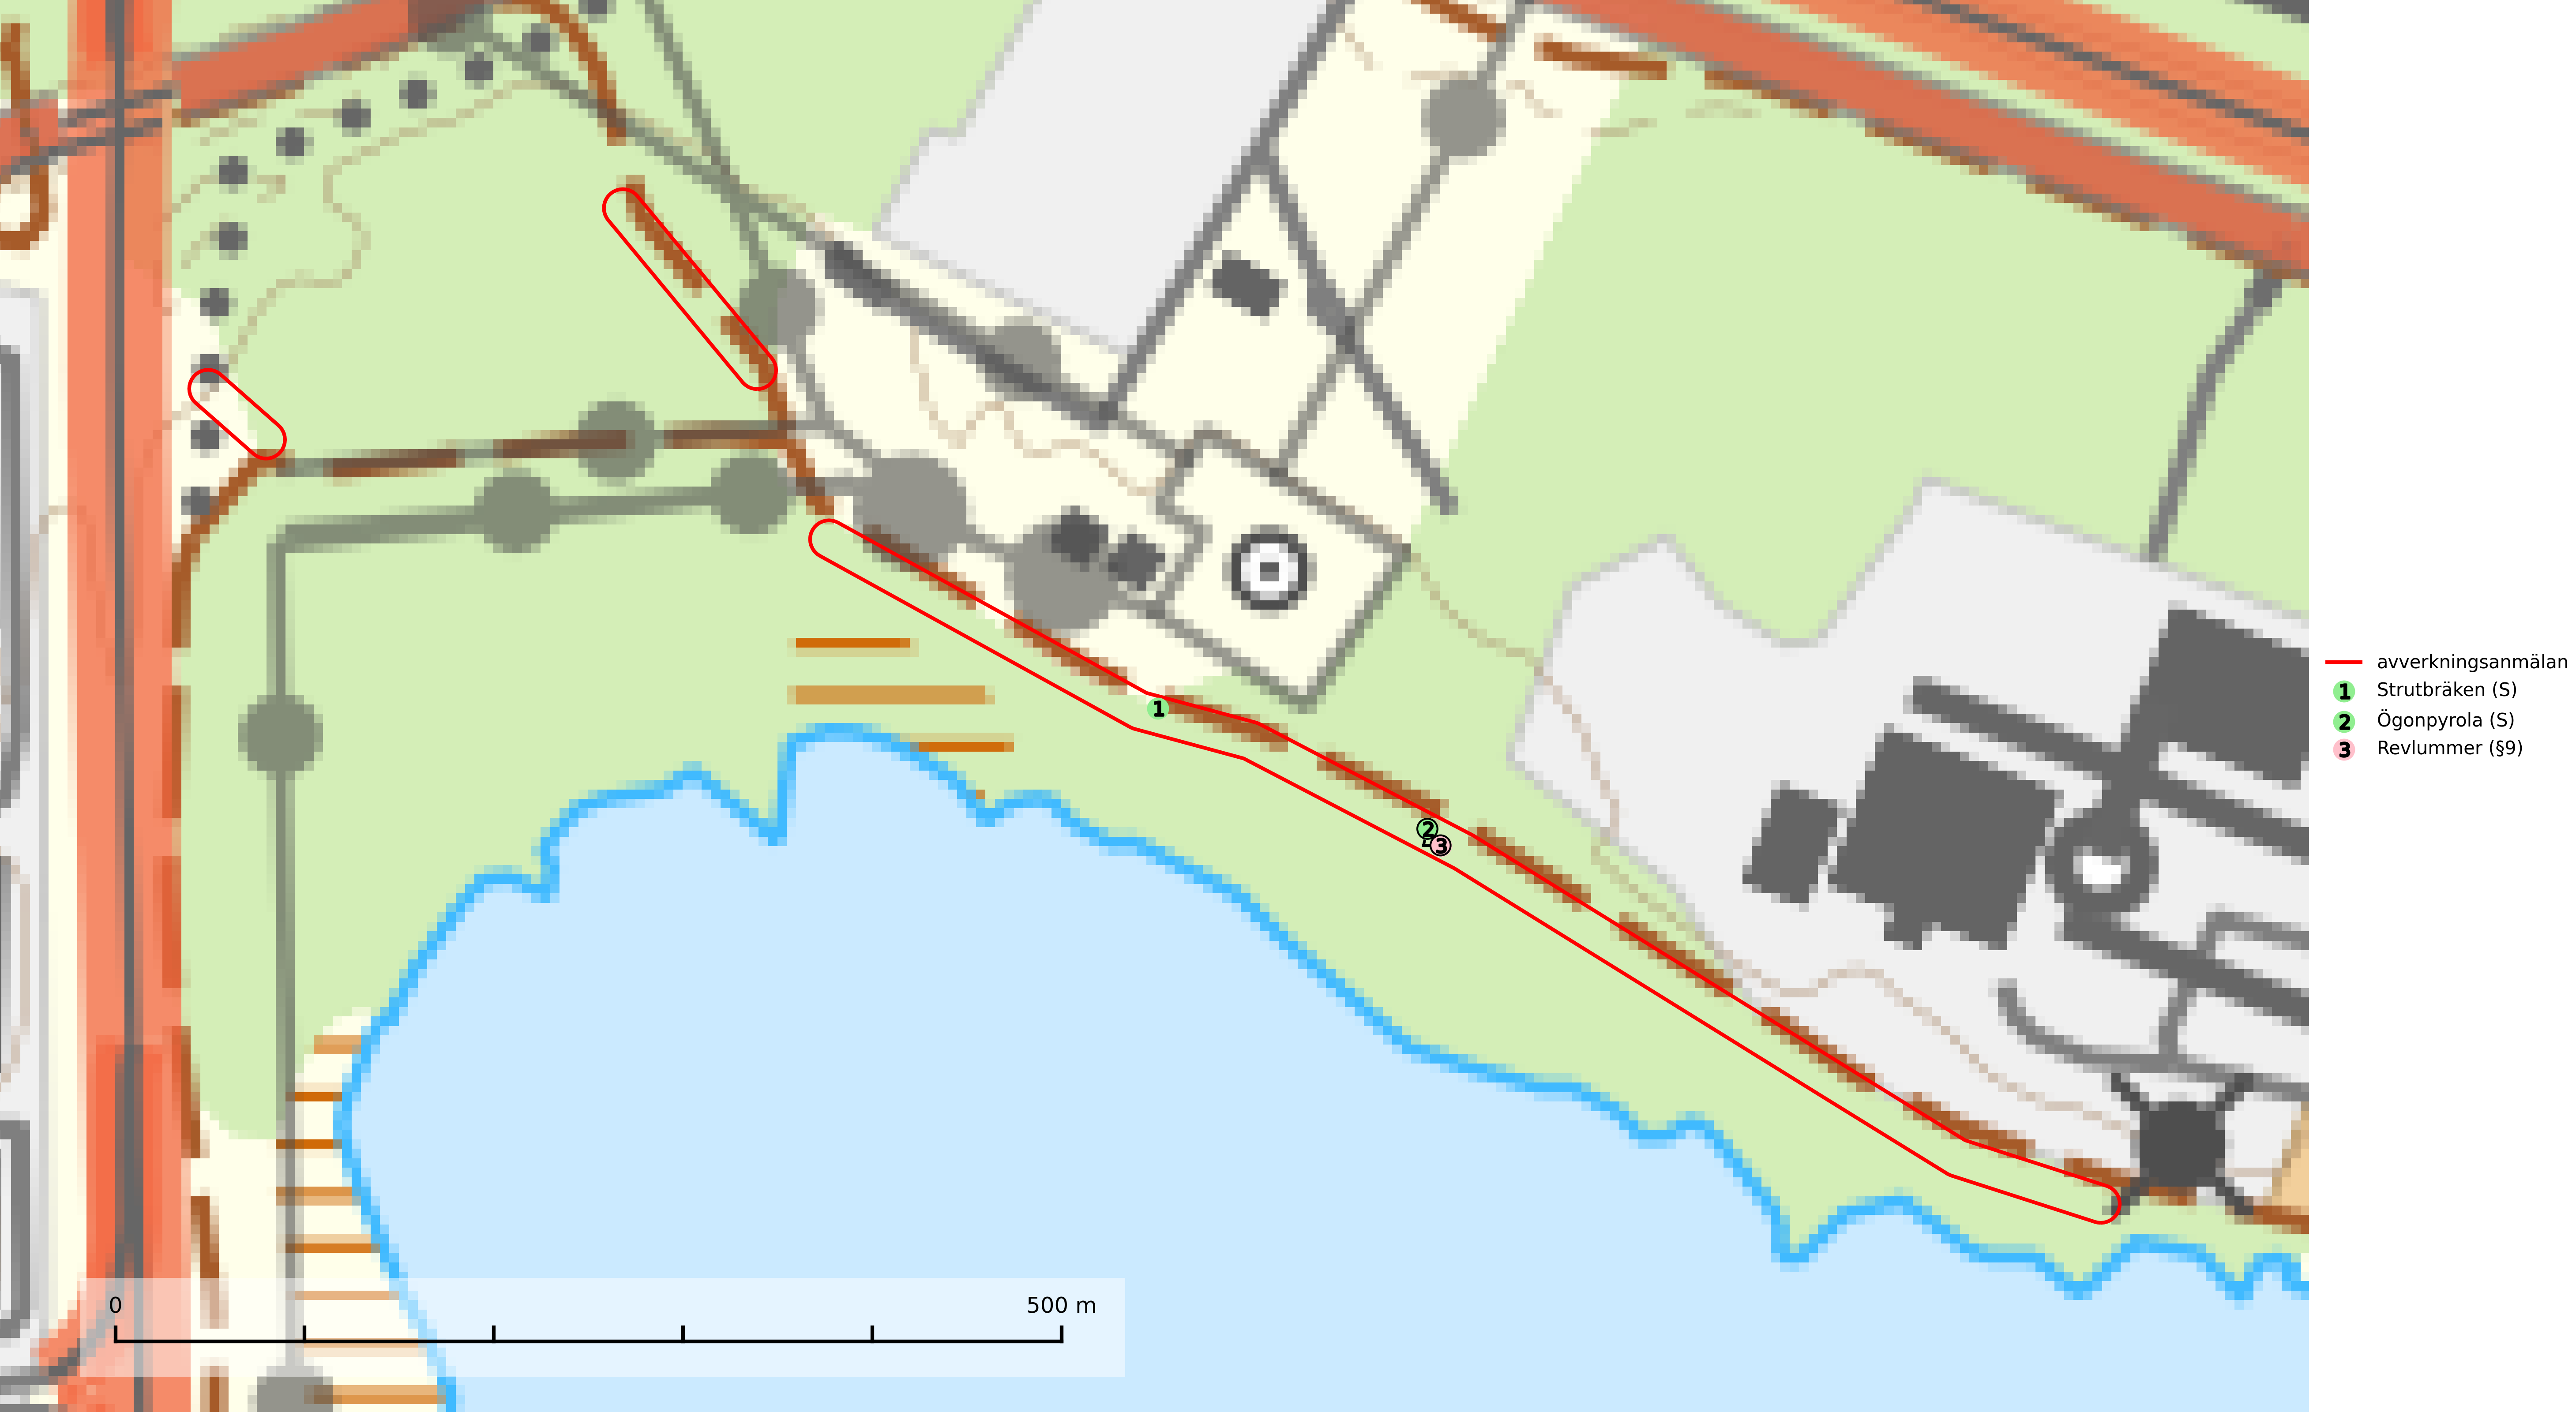 1
2
3
0
500 m
avverkningsanmälan
1 Strutbräken (S)
2 Ögonpyrola (S)
3 Revlummer (§9)